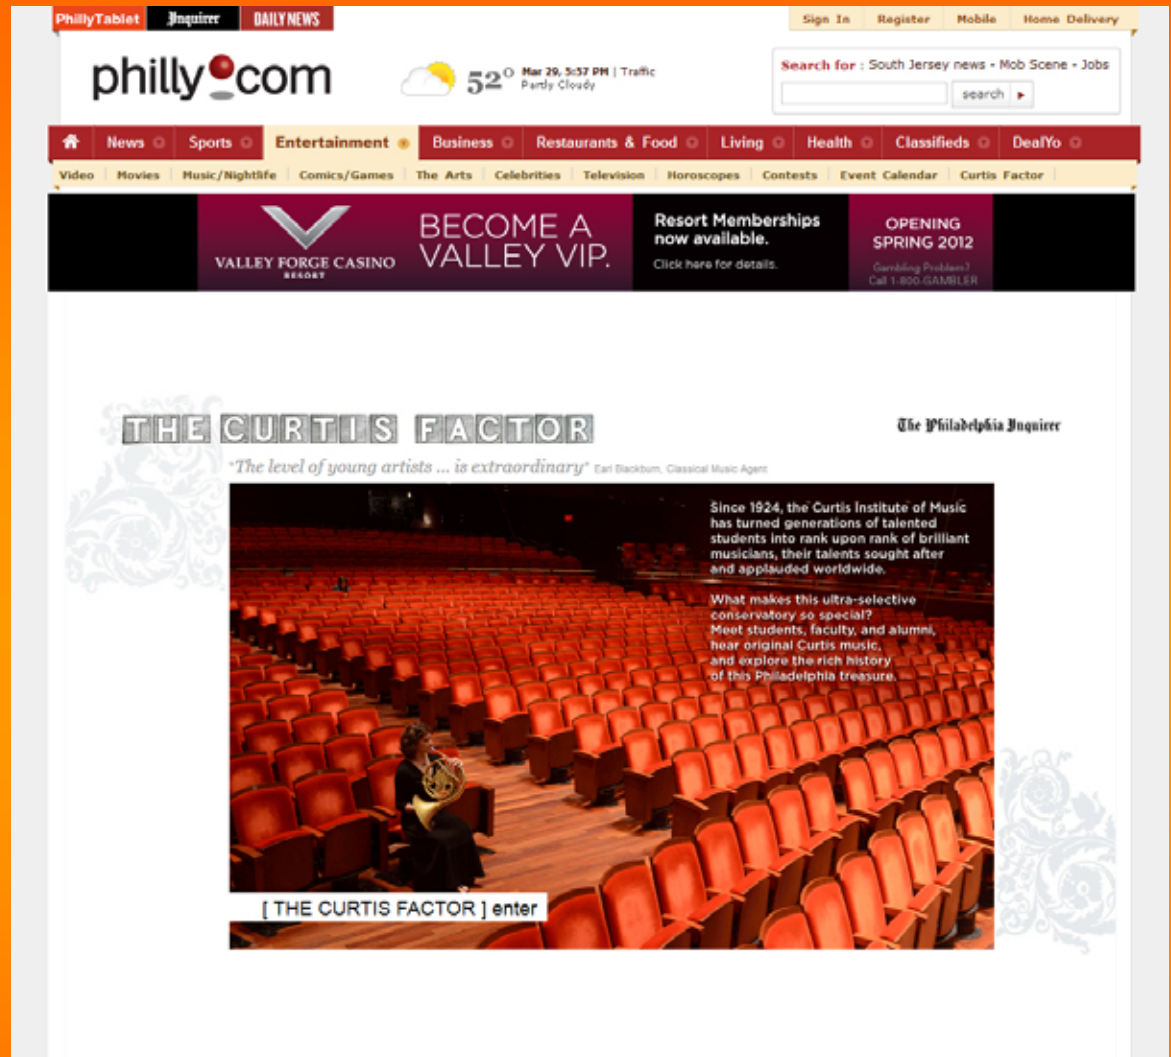 PhillyTablet Inquirer DAILY NEWS Sign In Register Mobile Home Delivery
philly.com
52° Mar 29, 5:57 PM | Traffic
Partly Cloudy
Search for : South Jersey news - Mob Scene - Jobs
search
News Sports Entertainment Business Restaurants & Food Living Health Classifieds DealYo
Video Movies Music/Nightlife Comics/Games The Arts Celebrities Television Horoscopes Contests Event Calendar Curtis Factor
VALLEY FORGE CASINO
RESORT
BECOME A
VALLEY VIP.
Resort Memberships
now available.
Click here for details.
OPENING
SPRING 2012
Gambling Problem?
Call 1-800-GAMBLER
THE CURTIS FACTOR
The Philadelphia Inquirer
"The level of young artists ... is extraordinary" Earl Blackburn, Classical Music Agent
Since 1924, the Curtis Institute of Music
has turned generations of talented
students into rank upon rank of brilliant
musicians, their talents sought after
and applauded worldwide.
What makes this ultra-selective
conservatory so special?
Meet students, faculty, and alumni,
hear original Curtis music,
and explore the rich history
of this Philadelphia treasure.
[ THE CURTIS FACTOR ] enter